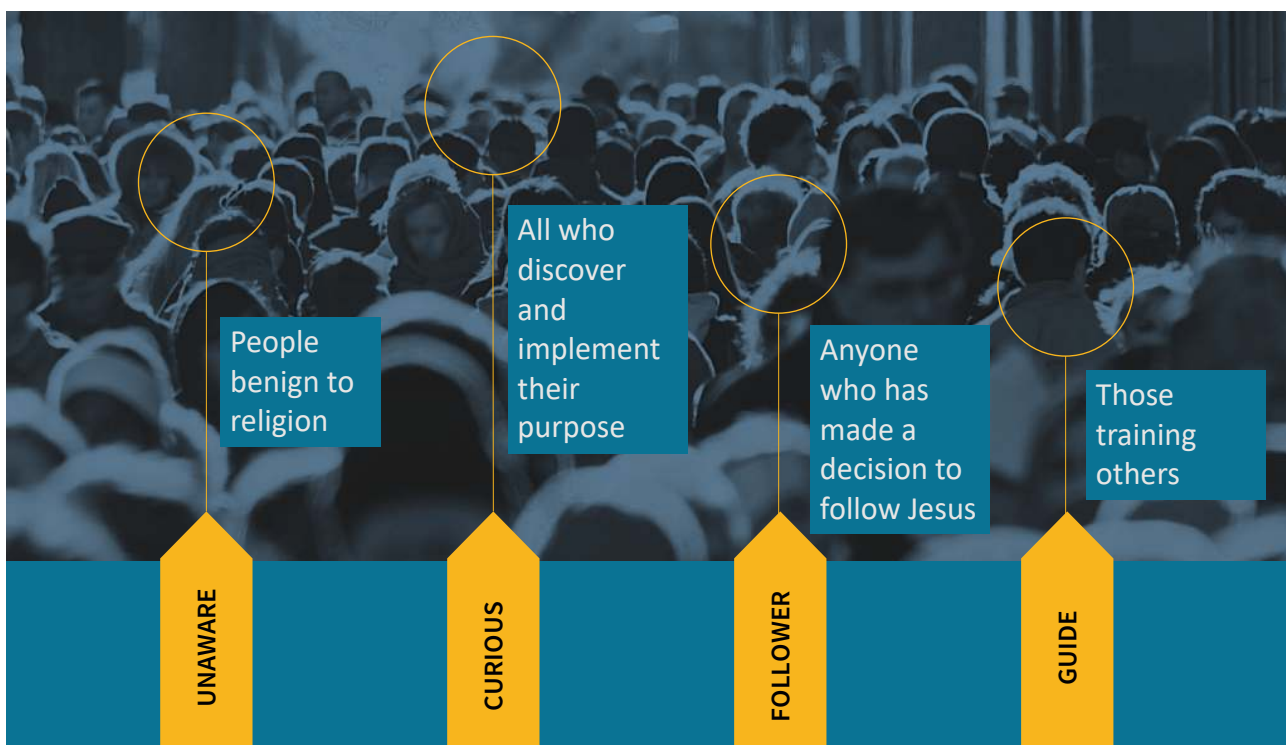 People
benign to
religion
All who
discover
and
implement
their
purpose
Anyone
who has
made a
decision to
follow Jesus
Those
training
others
UNAWARE
CURIOUS
FOLLOWER
GUIDE